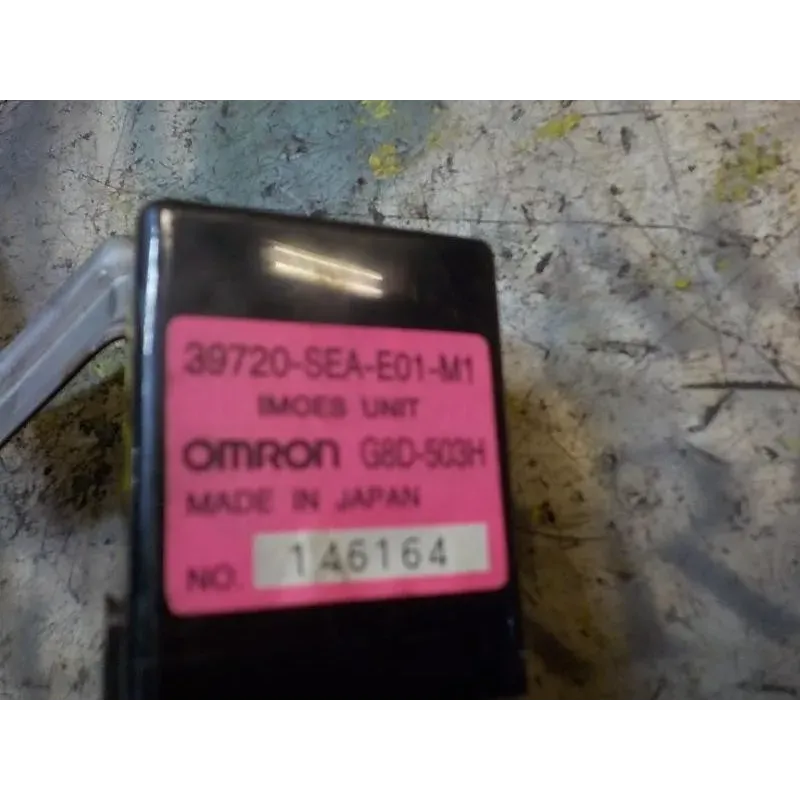 39720-SEA-E01-M1
IMOES UNIT
OMRON G8D-503H
MADE IN JAPAN
NO. 1A6164